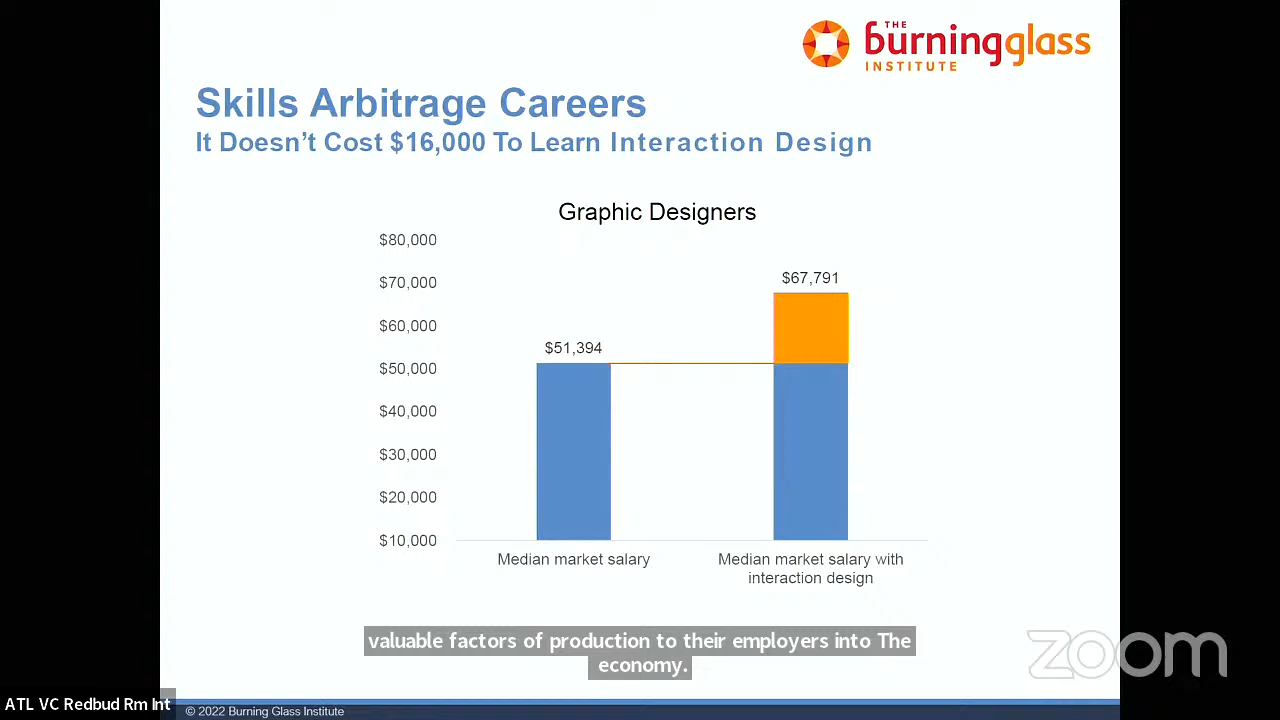 THE
burningglass
INSTITUTE
Skills Arbitrage Careers
It Doesn't Cost $16,000 To Learn Interaction Design
Graphic Designers
$80,000
$70,000
$60,000
$50,000
$40,000
$30,000
$20,000
$10,000
$51,394
$67,791
Median market salary
Median market salary with
interaction design
valuable factors of production to their employers into The
economy.
zoom
ATL VC Redbud Rm Int
© 2022 Burning Glass Institute